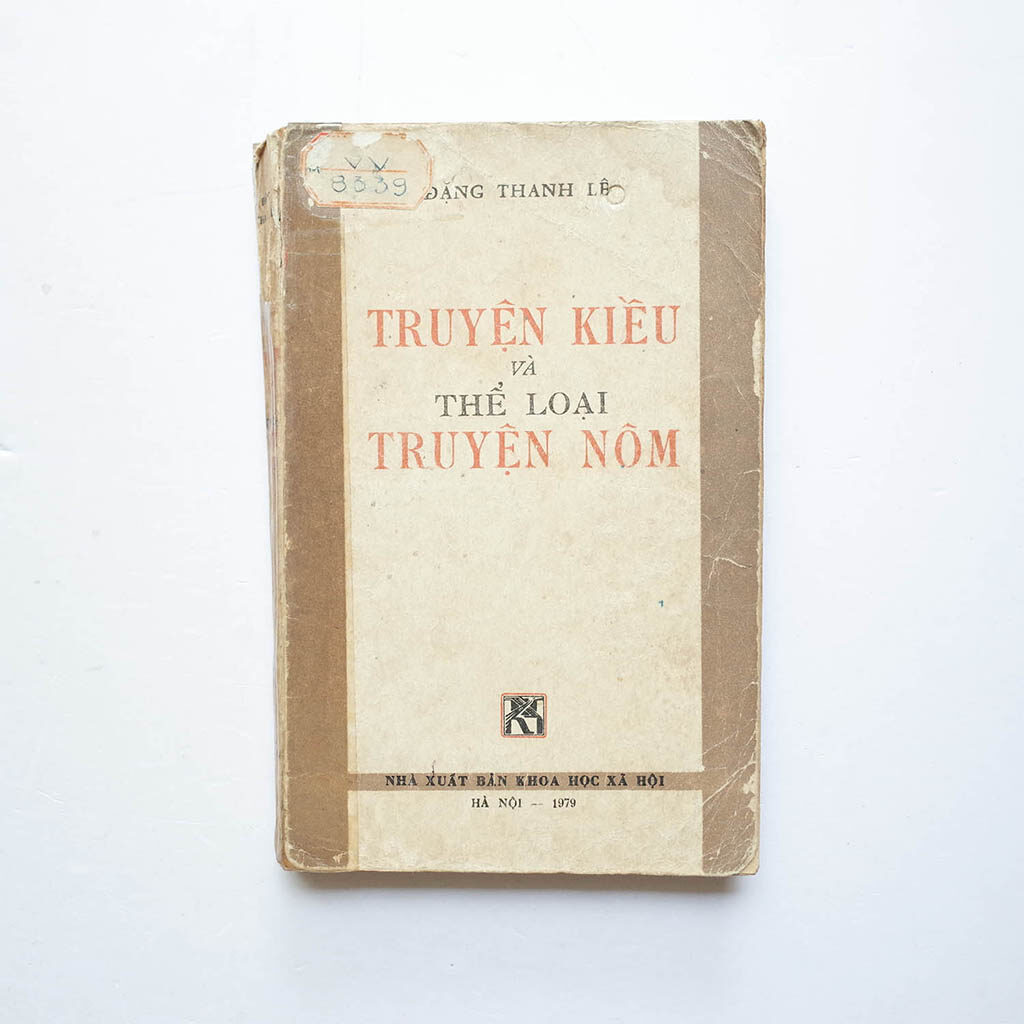 VV
8339
ĐẶNG THANH LÊ
TRUYỆN KIỀU
VÀ
THỂ LOẠI
TRUYỆN NÔM
NHÀ XUẤT BẢN KHOA HỌC XÃ HỘI
HÀ NỘI — 1979